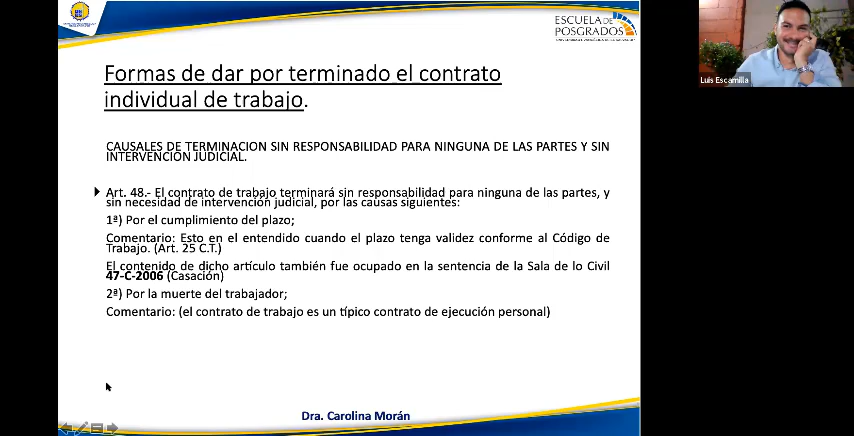 ESCUELA DE
POSGRADOS
Luis Escamilla
Formas de dar por terminado el contrato
individual de trabajo.
CAUSALES DE TERMINACION SIN RESPONSABILIDAD PARA NINGUNA DE LAS PARTES Y SIN
INTERVENCION JUDICIAL.
Art. 48.- El contrato de trabajo terminará sin responsabilidad para ninguna de las partes, y
sin necesidad de intervención judicial, por las causas siguientes:
1ª) Por el cumplimiento del plazo;
Comentario: Esto en el entendido cuando el plazo tenga validez conforme al Código de
Trabajo. (Art. 25 C.T.)
El contenido de dicho artículo también fue ocupado en la sentencia de la Sala de lo Civil
47-C-2006 (Casación)
2ª) Por la muerte del trabajador;
Comentario: (el contrato de trabajo es un típico contrato de ejecución personal)
Dra. Carolina Morán